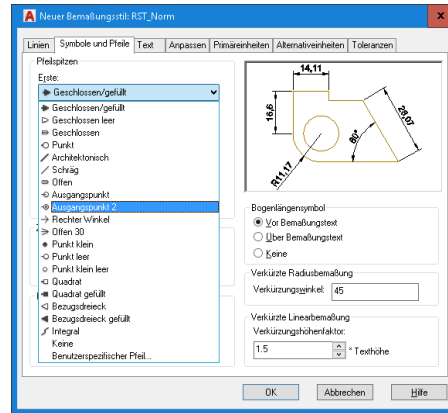 Neuer Bemaßungsstil: RST_Norm
Linien Symbole und Pfeile Text Anpassen Primäreinheiten Alternativeinheiten Toleranzen
Pfeilspitzen
Erste:
Geschlossen/gefüllt
Geschlossen/gefüllt
Geschlossen leer
Geschlossen
Punkt
Architektonisch
Schräg
Offen
Ausgangspunkt
Ausgangspunkt 2
Rechter Winkel
Offen 30
Punkt klein
Punkt leer
Punkt klein leer
Quadrat
Quadrat gefüllt
Bezugsdreieck
Bezugsdreieck gefüllt
Integral
Keine
Benutzerspezifischer Pfeil...
14,11
16,6
28,07
80°
R11,17
Bogenlängensymbol
Vor Bemaßungstext
Über Bemaßungstext
Keine
Verkürzte Radiusbemaßung
Verkürzungswinkel: 45
Verkürzte Linearbemaßung
Verkürzungshöhenfaktor:
1.5 * Texthöhe
OK Abbrechen Hilfe